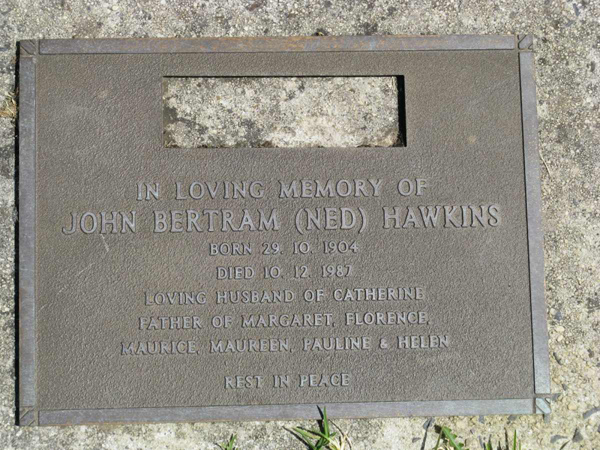 IN LOVING MEMORY OF
JOHN BERTRAM (NED) HAWKINS
BORN 29. 10. 1904
DIED 10. 12. 1987
LOVING HUSBAND OF CATHERINE
FATHER OF MARGARET, FLORENCE,
MAURICE, MAUREEN, PAULINE & HELEN
REST IN PEACE